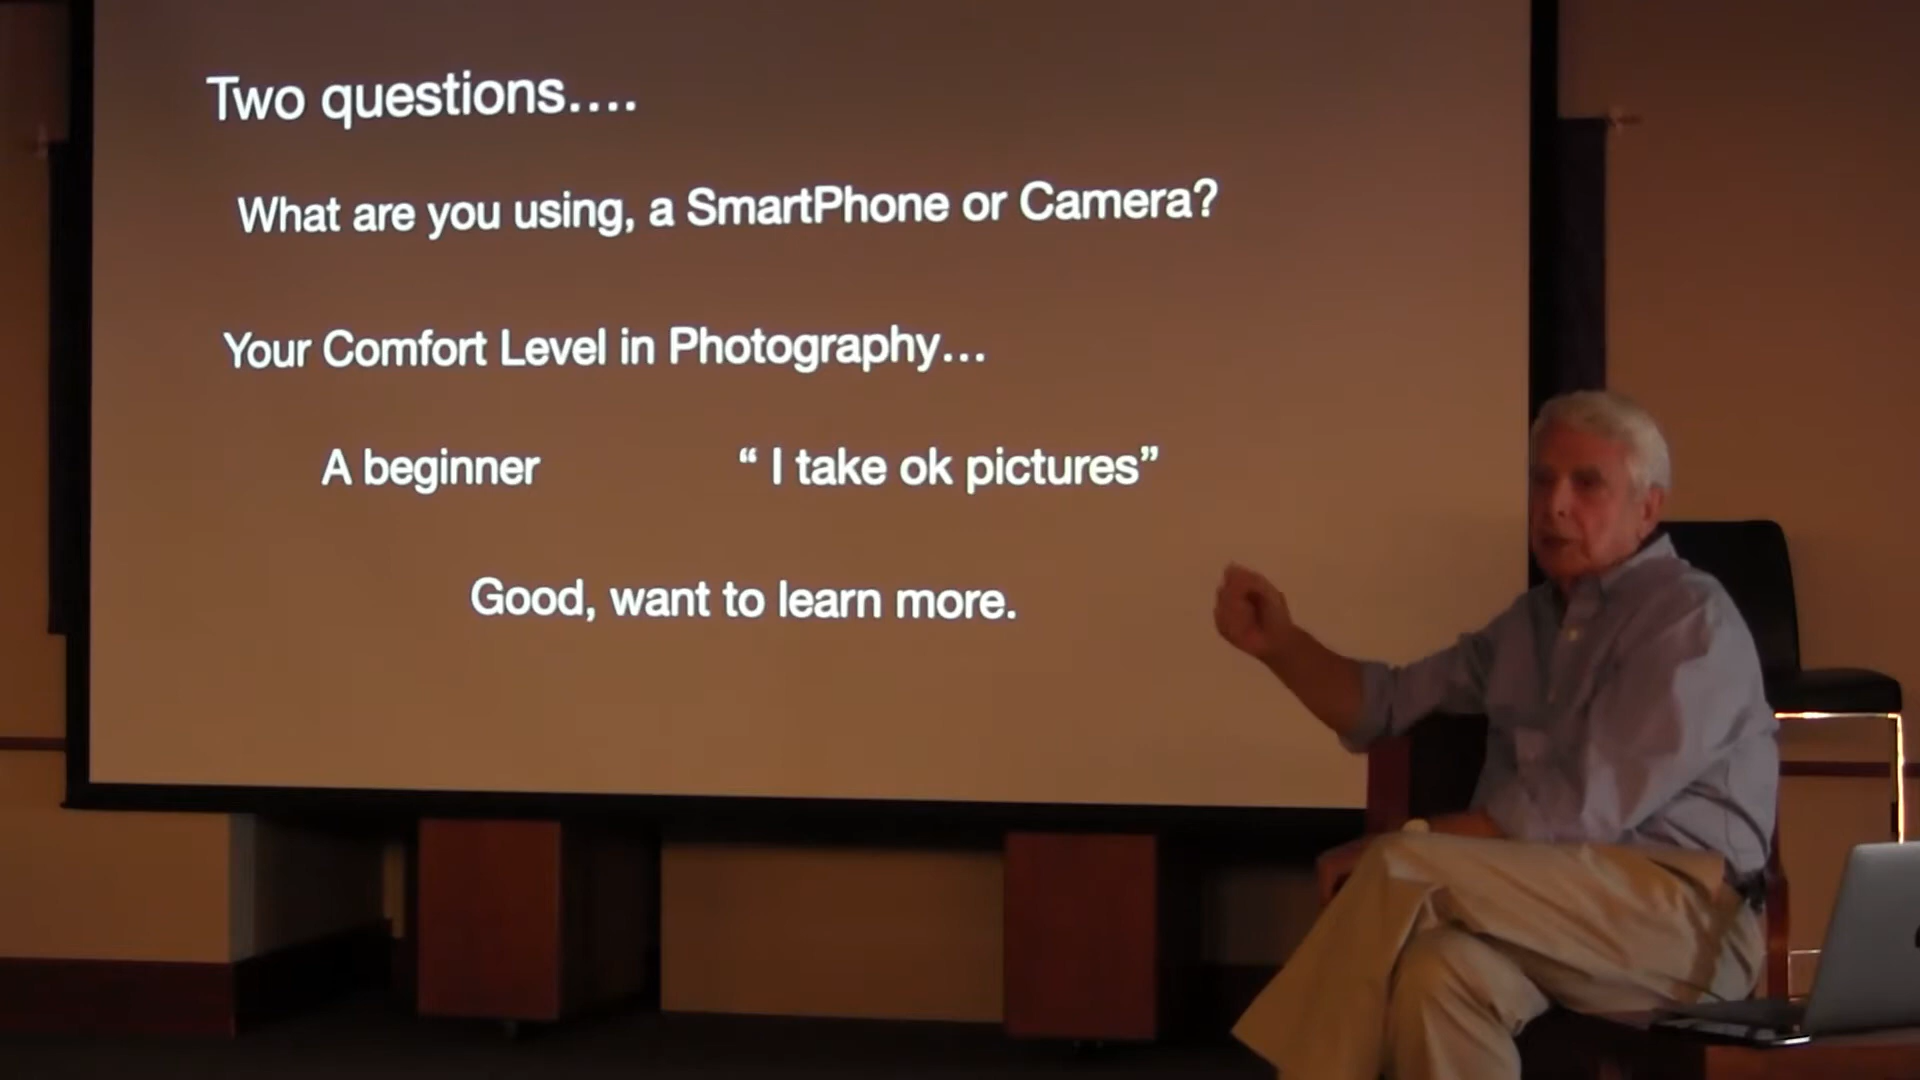 Two questions....
What are you using, a SmartPhone or Camera?
Your Comfort Level in Photography...
A beginner “ I take ok pictures”
Good, want to learn more.